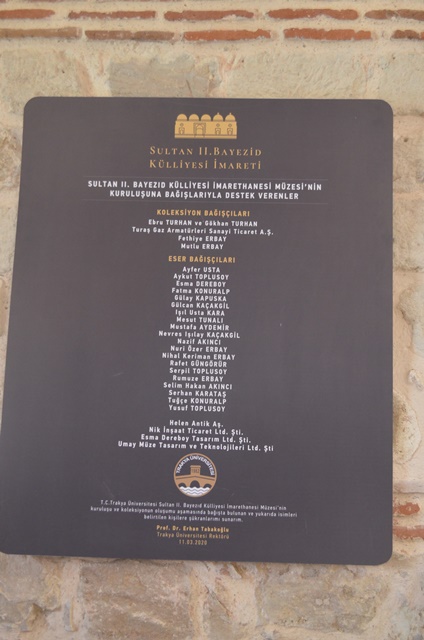 SULTAN II. BAYEZİD
KÜLLİYESİ İMARETİ
SULTAN II. BAYEZID KÜLLİYESİ İMARETHANESİ MÜZESİ'NİN
KURULUŞUNA BAĞIŞLARIYLA DESTEK VERENLER
KOLEKSİYON BAĞIŞÇILARI
Ebru TURHAN ve Gökhan TURHAN
Turaş Gaz Armatürleri Sanayi Ticaret A.Ş.
Fethiye ERBAY
Mutlu ERBAY
ESER BAĞIŞÇILARI
Ayfer USTA
Aykut TOPLUSOY
Esma DEREBOY
Fatma KONURALP
Gülay KAPUSKA
Gülcan KAÇAKGİL
Işıl Usta KARA
Mesut TUNALI
Mustafa AYDEMİR
Nevres Işılay KAÇAKGİL
Nazif AKINCI
Nuri Özer ERBAY
Nihal Keriman ERBAY
Rafet GÜNGÖRÜR
Serpil TOPLUSOY
Rumuze ERBAY
Selim Hakan AKINCI
Serhan KARATAŞ
Tuğçe KONURALP
Yusuf TOPLUSOY
Helen Antik Aş.
Nik İnşaat Ticaret Ltd. Şti.
Esma Dereboy Tasarım Ltd. Şti.
Umay Müze Tasarım ve Teknolojileri Ltd. Şti
TRAKYA ÜNİVERSİTESİ
T.C.Trakya Üniversitesi Sultan II. Bayezid Külliyesi İmarethanesi Müzesi'nin
kuruluşu ve koleksiyonun oluşumu aşamasında bağışta bulunan ve yukarıda isimleri
belirtilen kişilere şükranlarımı sunarım.
Prof. Dr. Erhan Tabakoğlu
Trakya Üniversitesi Rektörü
11.03.2020